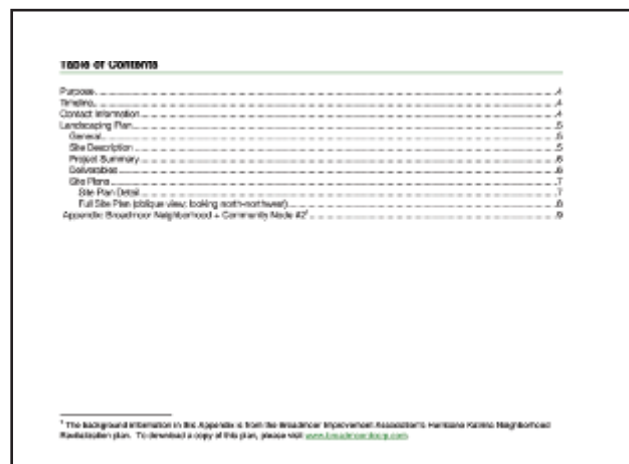 Table of Contents
Purpose 4
Timeline 4
Contact Information 4
Landscaping Plan 5
General 5
Site Description 5
Project Summary 6
Deliverables 6
Site Plans 7
Site Plan Detail 7
Full Site Plan (oblique view; looking north-northwest) 8
Appendix: Broadmoor Neighborhood + Community Node #2¹ 9
¹ The background information in this Appendix is from the Broadmoor Improvement Association's Hurricane Katrina Neighborhood
Revitalization plan. To download a copy of this plan, please visit